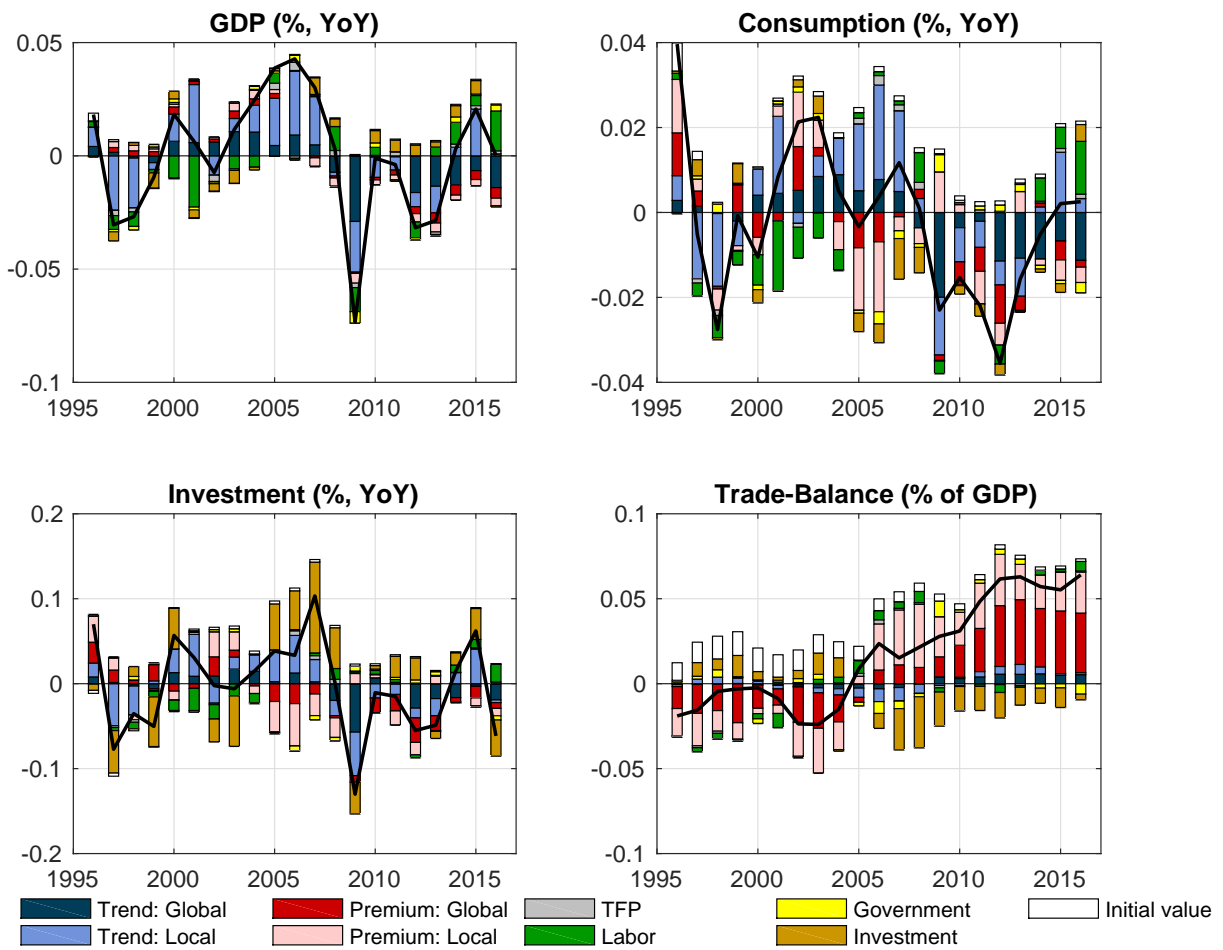 GDP (%, YoY)
0.05
0
-0.05
-0.1
1995 2000 2005 2010 2015
Consumption (%, YoY)
0.04
0.02
0
-0.02
-0.04
1995 2000 2005 2010 2015
Investment (%, YoY)
0.2
0.1
0
-0.1
-0.2
1995 2000 2005 2010 2015
Trade-Balance (% of GDP)
0.1
0.05
0
-0.05
-0.1
1995 2000 2005 2010 2015
Trend: Global Premium: Global TFP Government Initial value
Trend: Local Premium: Local Labor Investment